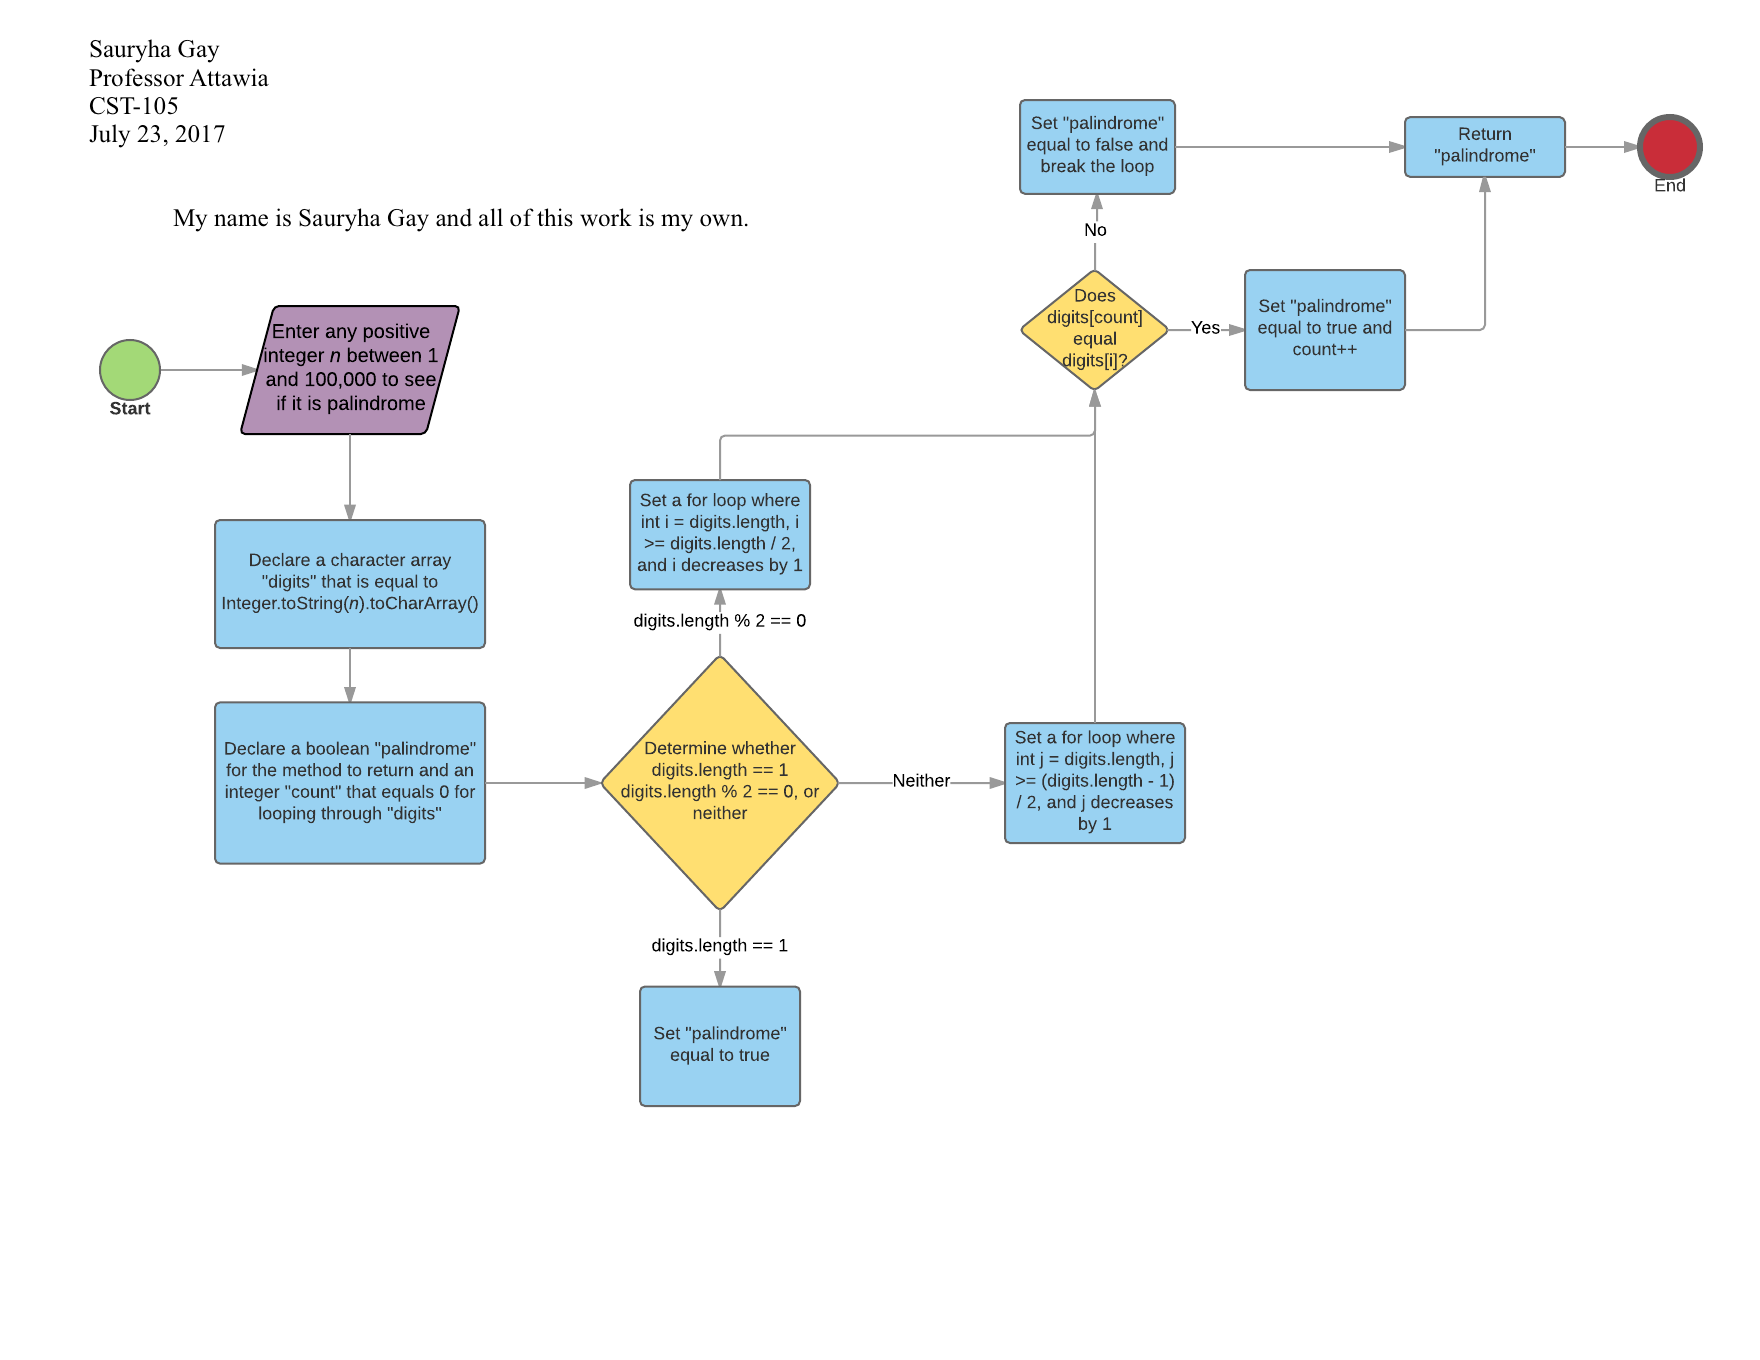 Sauryha Gay
Professor Attawia
CST-105
July 23, 2017
My name is Sauryha Gay and all of this work is my own.
Start
Enter any positive
integer n between 1
and 100,000 to see
if it is palindrome
Declare a character array
"digits" that is equal to
Integer.toString(n).toCharArray()
Declare a boolean "palindrome"
for the method to return and an
integer "count" that equals 0 for
looping through "digits"
Determine whether
digits.length == 1
digits.length % 2 == 0, or
neither
digits.length % 2 == 0
Set a for loop where
int i = digits.length, i
>= digits.length / 2,
and i decreases by 1
Neither
Set a for loop where
int j = digits.length, j
>= (digits.length - 1)
/ 2, and j decreases
by 1
digits.length == 1
Set "palindrome"
equal to true
Does
digits[count]
equal
digits[i]?
No
Set "palindrome"
equal to false and
break the loop
Yes
Set "palindrome"
equal to true and
count++
Return
"palindrome"
End